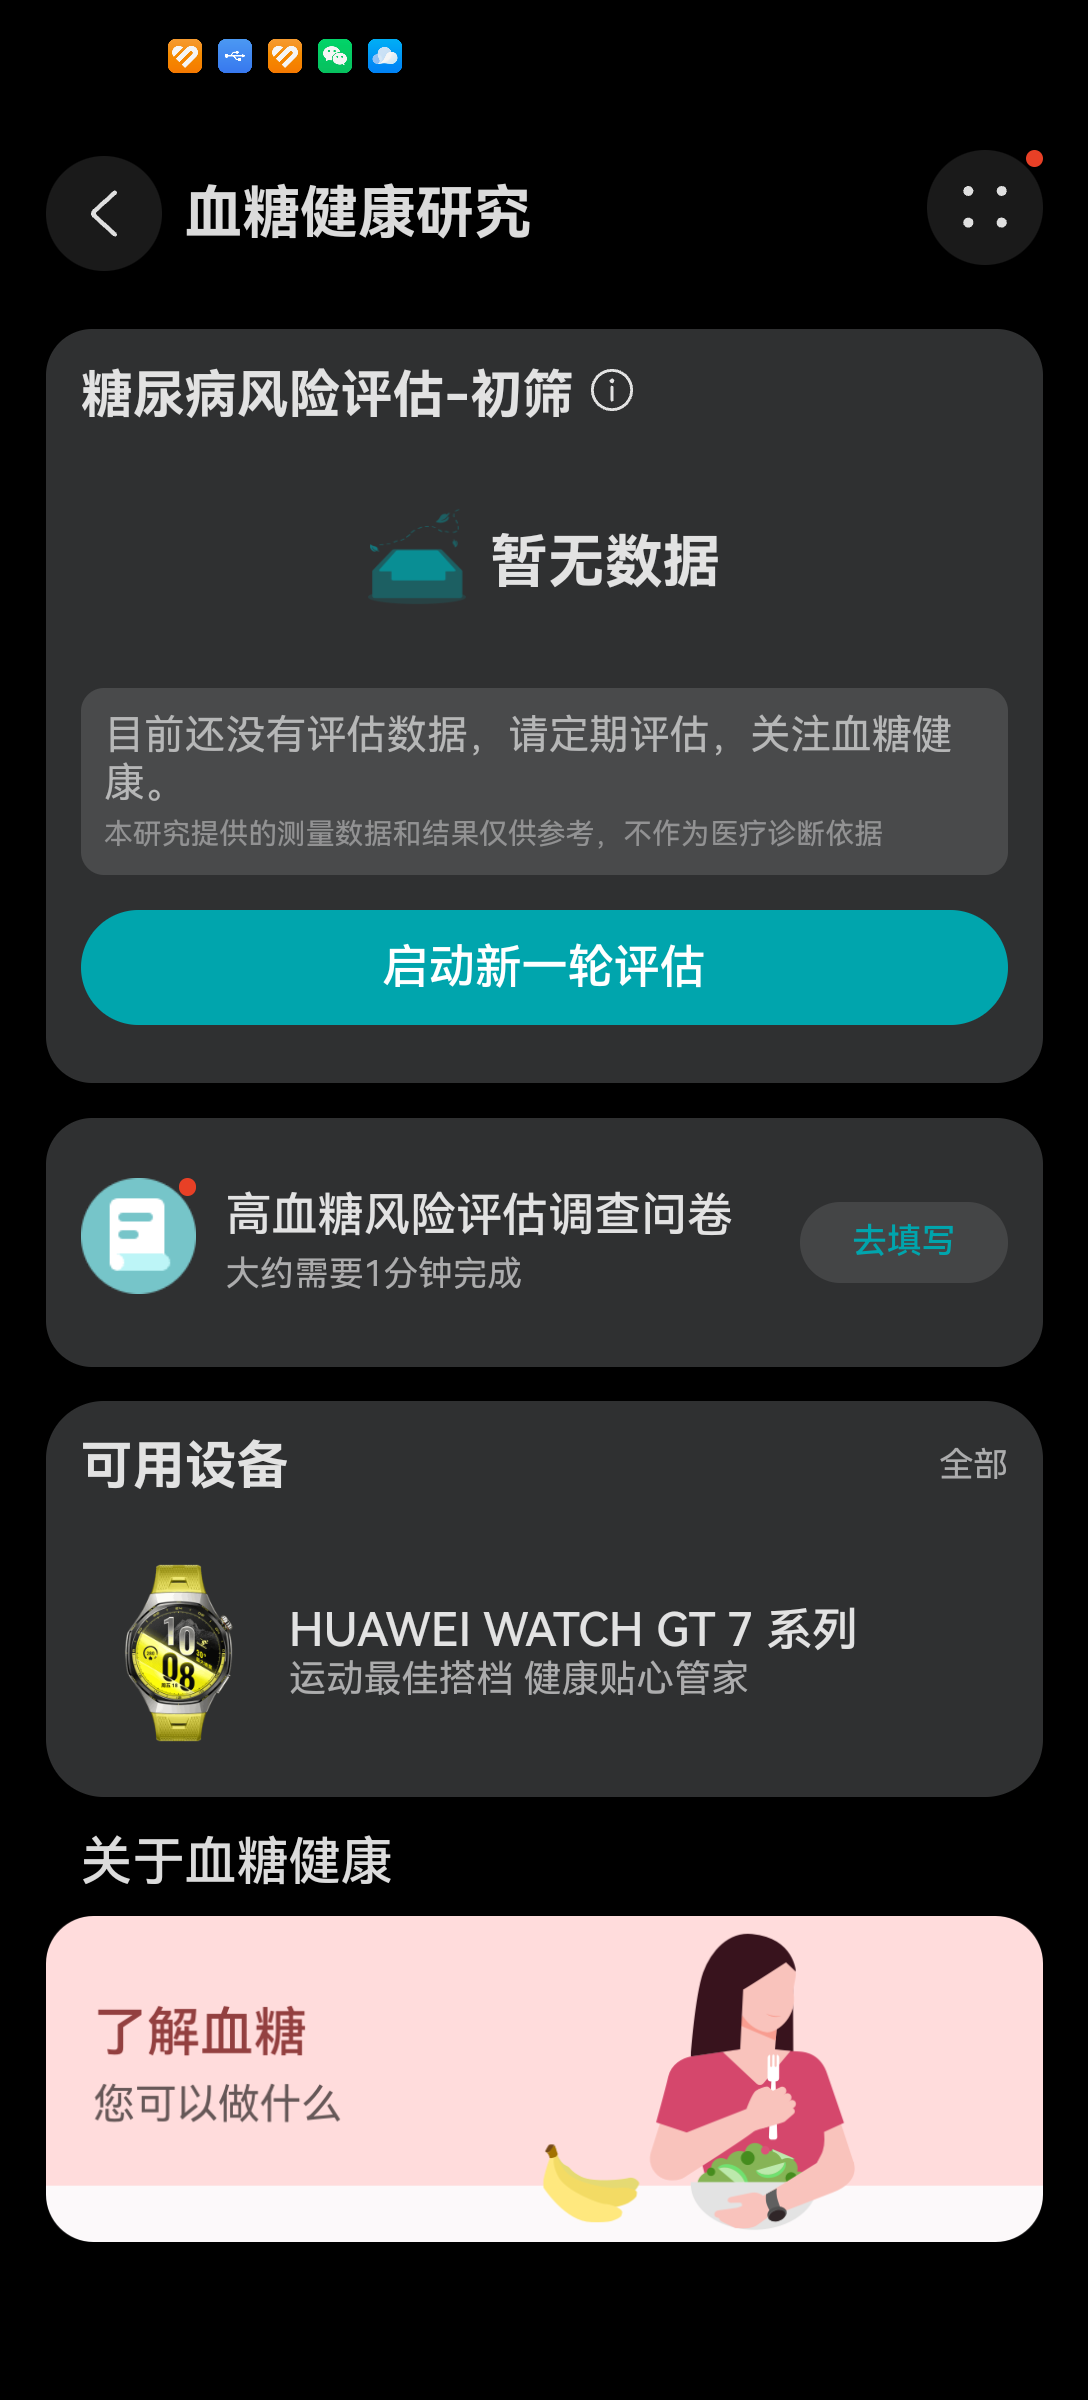 血糖健康研究
糖尿病风险评估-初筛
暂无数据
目前还没有评估数据，请定期评估，关注血糖健
康。
本研究提供的测量数据和结果仅供参考，不作为医疗诊断依据
启动新一轮评估
高血糖风险评估调查问卷
大约需要1分钟完成
去填写
可用设备
全部
10
08
HUAWEI WATCH GT 7 系列
运动最佳搭档 健康贴心管家
关于血糖健康
了解血糖
您可以做什么